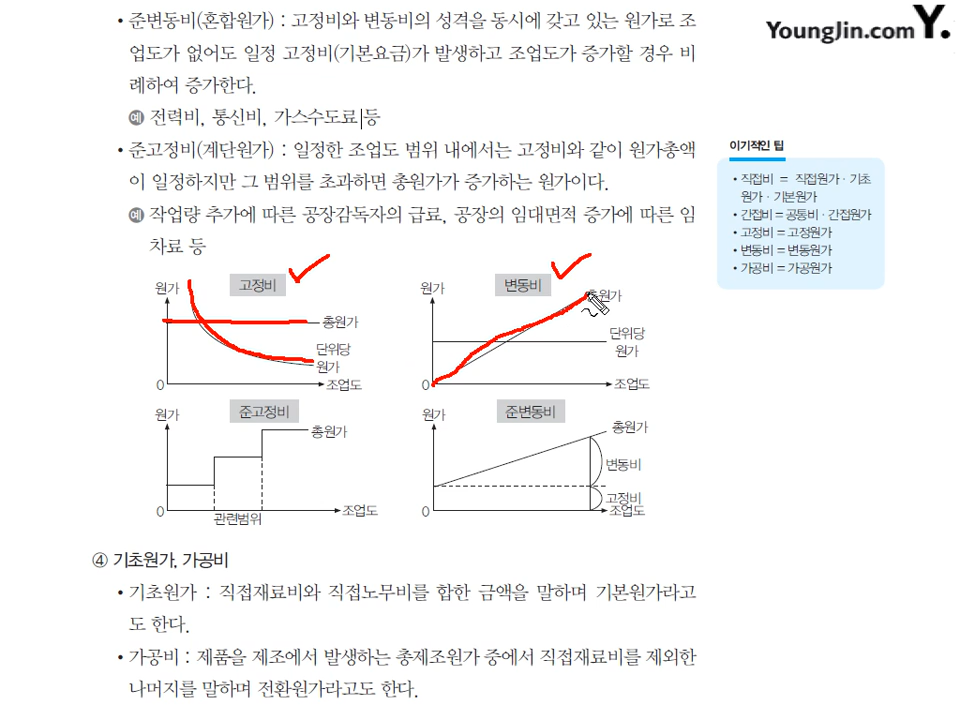 YoungJin.com Y.
• 준변동비(혼합원가) : 고정비와 변동비의 성격을 동시에 갖고 있는 원가로 조
업도가 없어도 일정 고정비(기본요금)가 발생하고 조업도가 증가할 경우 비
례하여 증가한다.
예 전력비, 통신비, 가스수도료 등
• 준고정비(계단원가) : 일정한 조업도 범위 내에서는 고정비와 같이 원가총액
이 일정하지만 그 범위를 초과하면 총원가가 증가하는 원가이다.
예 작업량 추가에 따른 공장감독자의 급료, 공장의 임대면적 증가에 따른 임
차료 등
이기적인 팁
• 직접비 = 직접원가 · 기초
원가 · 기본원가
• 간접비 = 공통비 · 간접원가
• 고정비 = 고정원가
• 변동비 = 변동원가
• 가공비 = 가공원가
원가 고정비
총원가
단위당
원가
0 조업도
원가 변동비
총원가
단위당
원가
0 조업도
원가 준고정비
총원가
0 관련범위 조업도
원가 준변동비
총원가
변동비
고정비
0 조업도
④ 기초원가, 가공비
• 기초원가 : 직접재료비와 직접노무비를 합한 금액을 말하며 기본원가라고
도 한다.
• 가공비 : 제품을 제조에서 발생하는 총제조원가 중에서 직접재료비를 제외한
나머지를 말하며 전환원가라고도 한다.